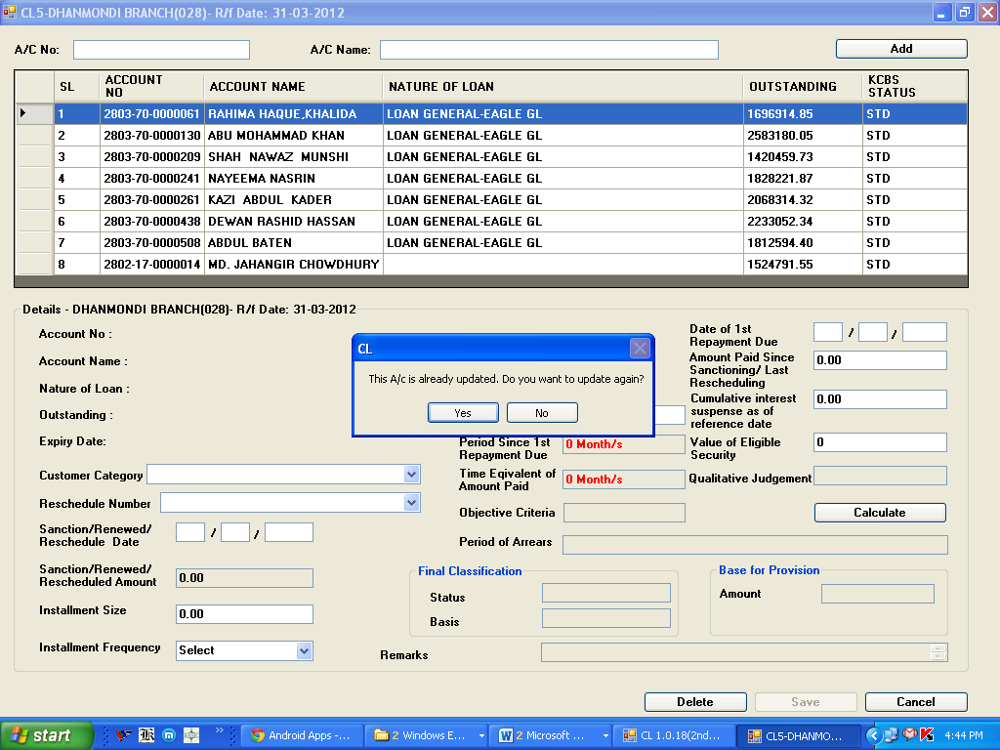 CL5-DHANMONDI BRANCH(028)- R/f Date: 31-03-2012
A/C No: A/C Name: Add
SL ACCOUNT NO ACCOUNT NAME NATURE OF LOAN OUTSTANDING KCBS STATUS
1 2803-70-0000061 RAHIMA HAQUE,KHALIDA LOAN GENERAL-EAGLE GL 1696914.85 STD
2 2803-70-0000130 ABU MOHAMMAD KHAN LOAN GENERAL-EAGLE GL 2583180.05 STD
3 2803-70-0000209 SHAH NAWAZ MUNSHI LOAN GENERAL-EAGLE GL 1420459.73 STD
4 2803-70-0000241 NAYEEMA NASRIN LOAN GENERAL-EAGLE GL 1828221.87 STD
5 2803-70-0000261 KAZI ABDUL KADER LOAN GENERAL-EAGLE GL 2068314.32 STD
6 2803-70-0000438 DEWAN RASHID HASSAN LOAN GENERAL-EAGLE GL 2233052.34 STD
7 2803-70-0000508 ABDUL BATEN LOAN GENERAL-EAGLE GL 1812594.40 STD
8 2802-17-0000014 MD. JAHANGIR CHOWDHURY 1524791.55 STD
Details - DHANMONDI BRANCH(028)- R/f Date: 31-03-2012
Account No :
Account Name :
Nature of Loan :
Outstanding :
Expiry Date:
Customer Category
Reschedule Number
Sanction/Renewed/
Reschedule Date / /
Sanction/Renewed/
Rescheduled Amount 0.00
Installment Size 0.00
Installment Frequency Select
CL
This A/c is already updated. Do you want to update again?
Yes No
Period Since 1st
Repayment Due 0 Month/s
Time Eqivalent of
Amount Paid 0 Month/s
Objective Criteria
Period of Arrears
Date of 1st
Repayment Due / /
Amount Paid Since
Sanctioning/ Last
Rescheduling 0.00
Cumulative interest
suspense as of
reference date 0.00
Value of Eligible
Security 0
Qualitative Judgement
Calculate
Final Classification
Status
Basis
Base for Provision
Amount
Remarks
Delete Save Cancel
start Android Apps - ... 2 Windows E... 2 Microsoft ... CL 1.0.18(2nd... CL5-DHANMO... 4:44 PM